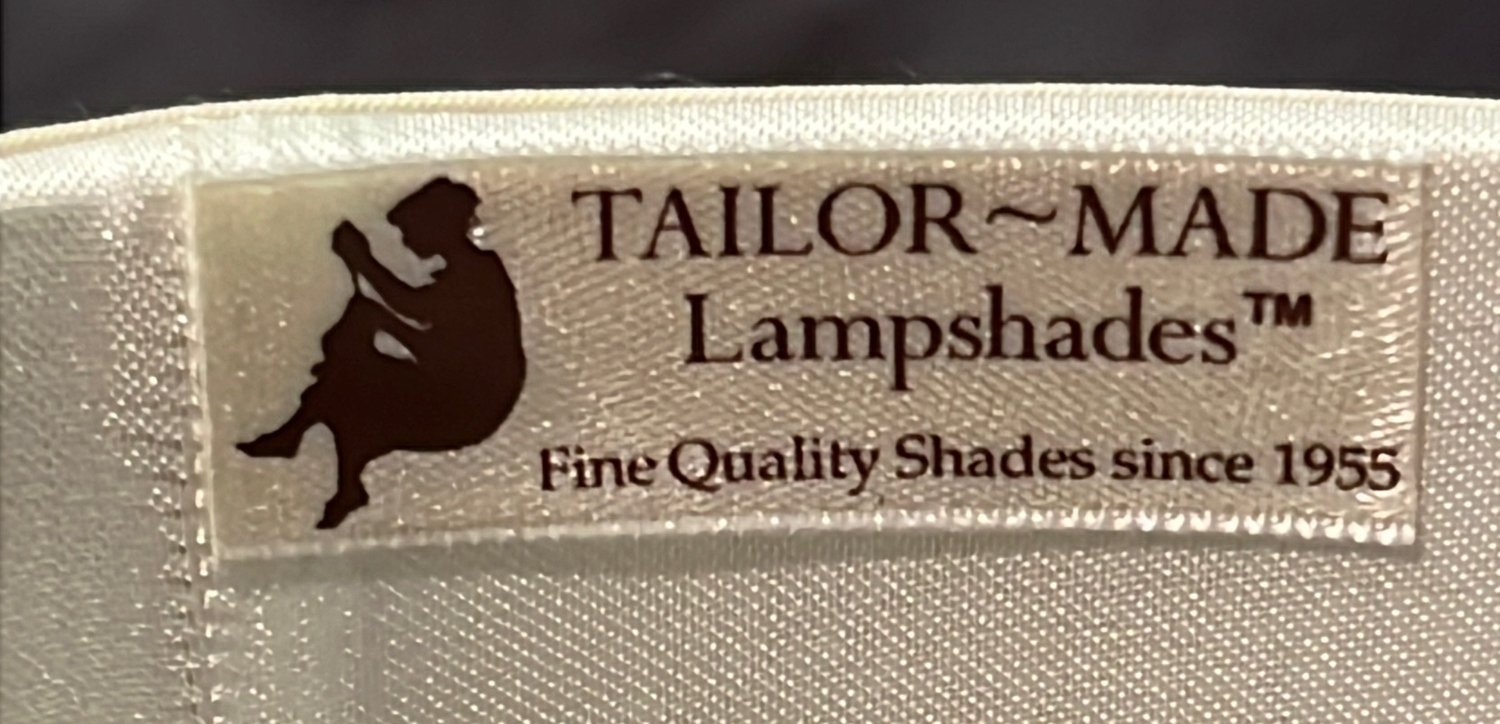 TAILOR~MADE
Lampshades™
Fine Quality Shades since 1955